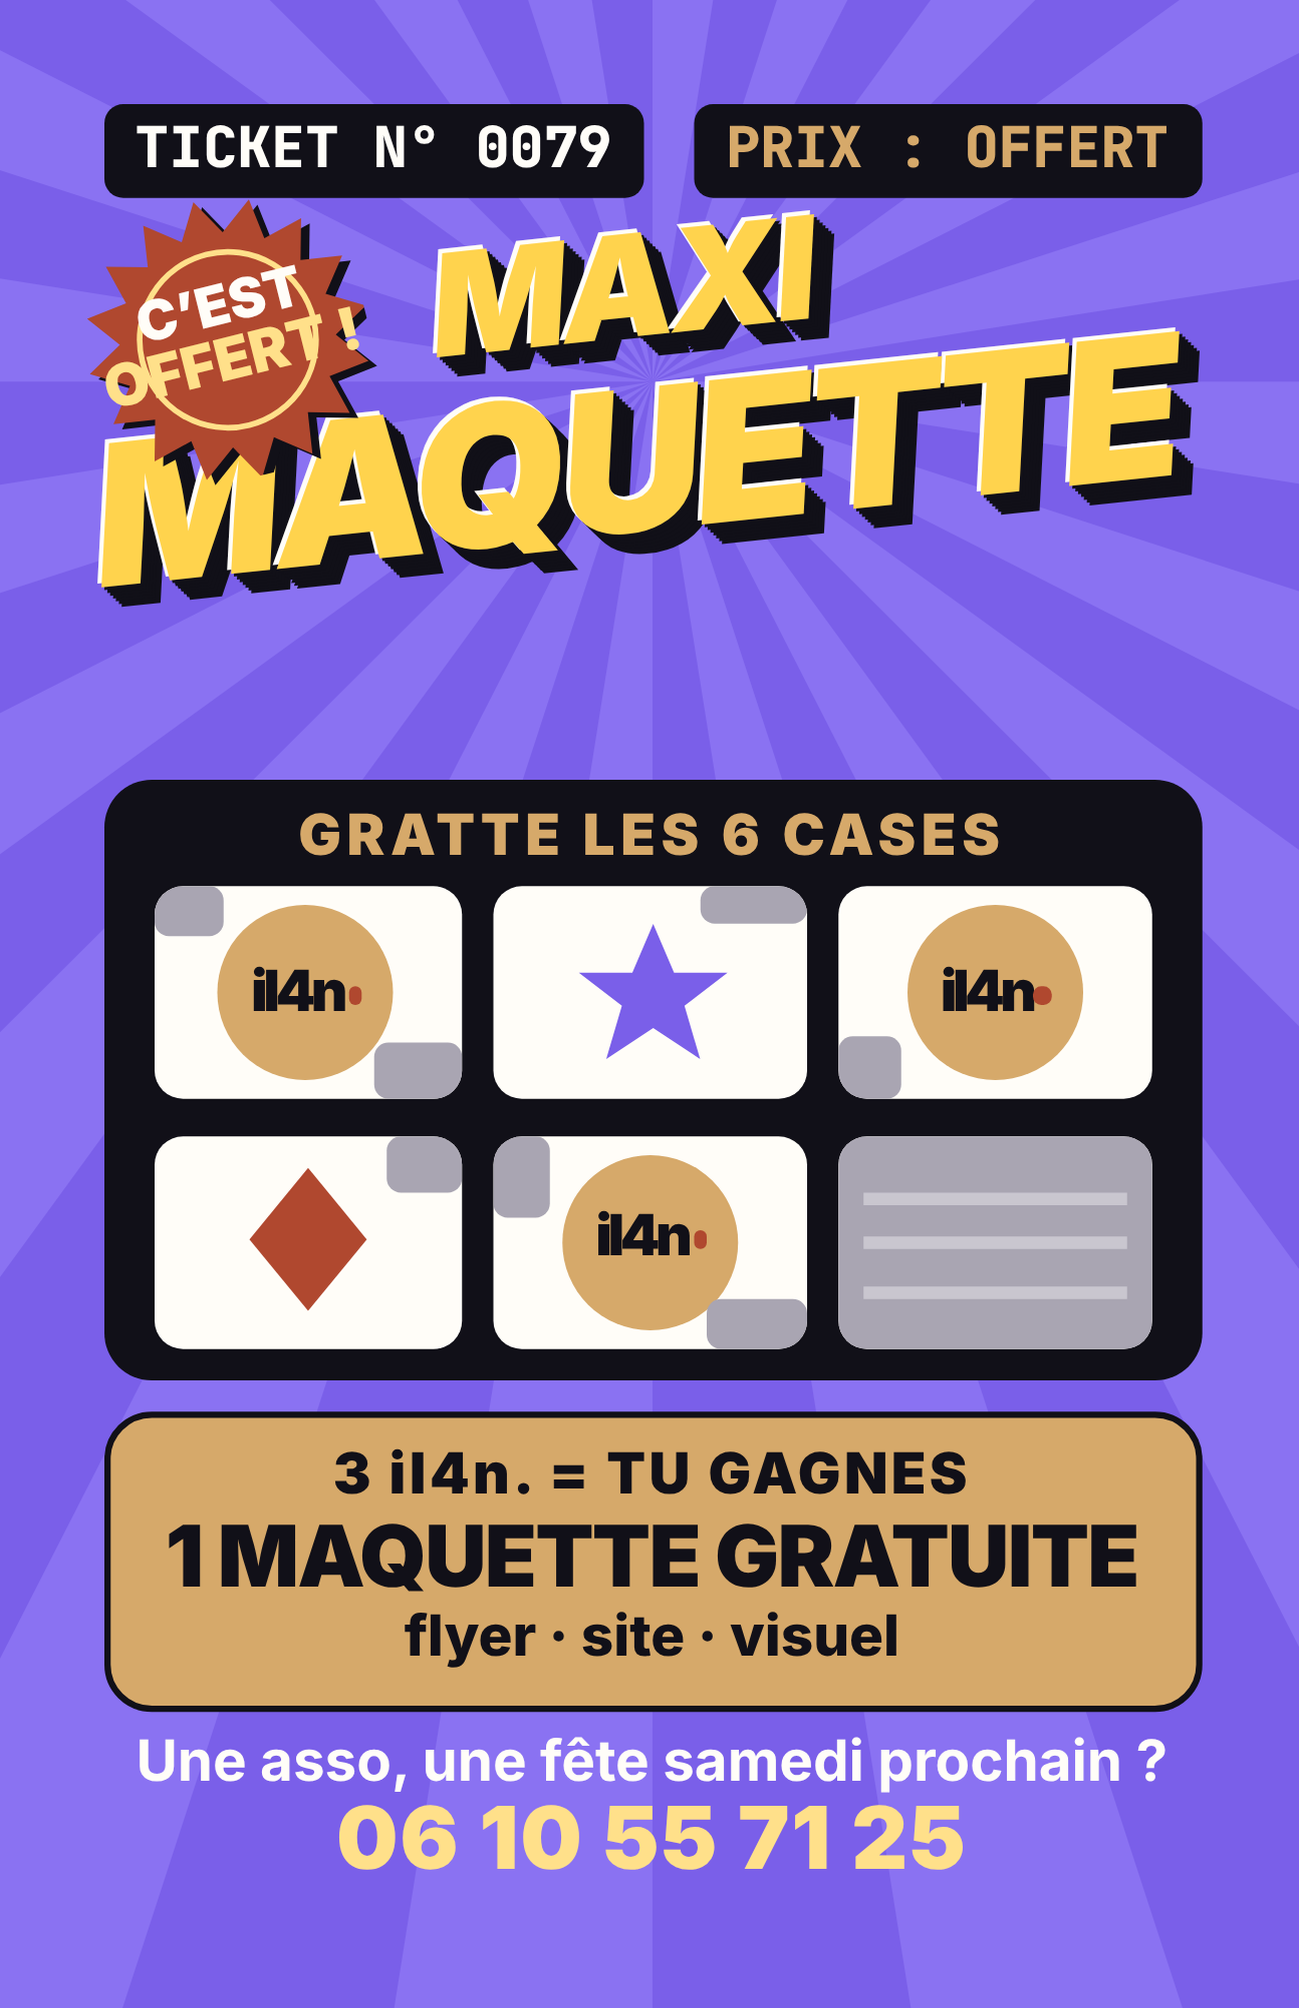 TICKET N° 0079
PRIX : OFFERT
C'EST
OFFERT !
MAXI
MAQUETTE
GRATTE LES 6 CASES
il4n.
il4n.
il4n.
3 il4n. = TU GAGNES
1 MAQUETTE GRATUITE
flyer · site · visuel
Une asso, une fête samedi prochain ?
06 10 55 71 25